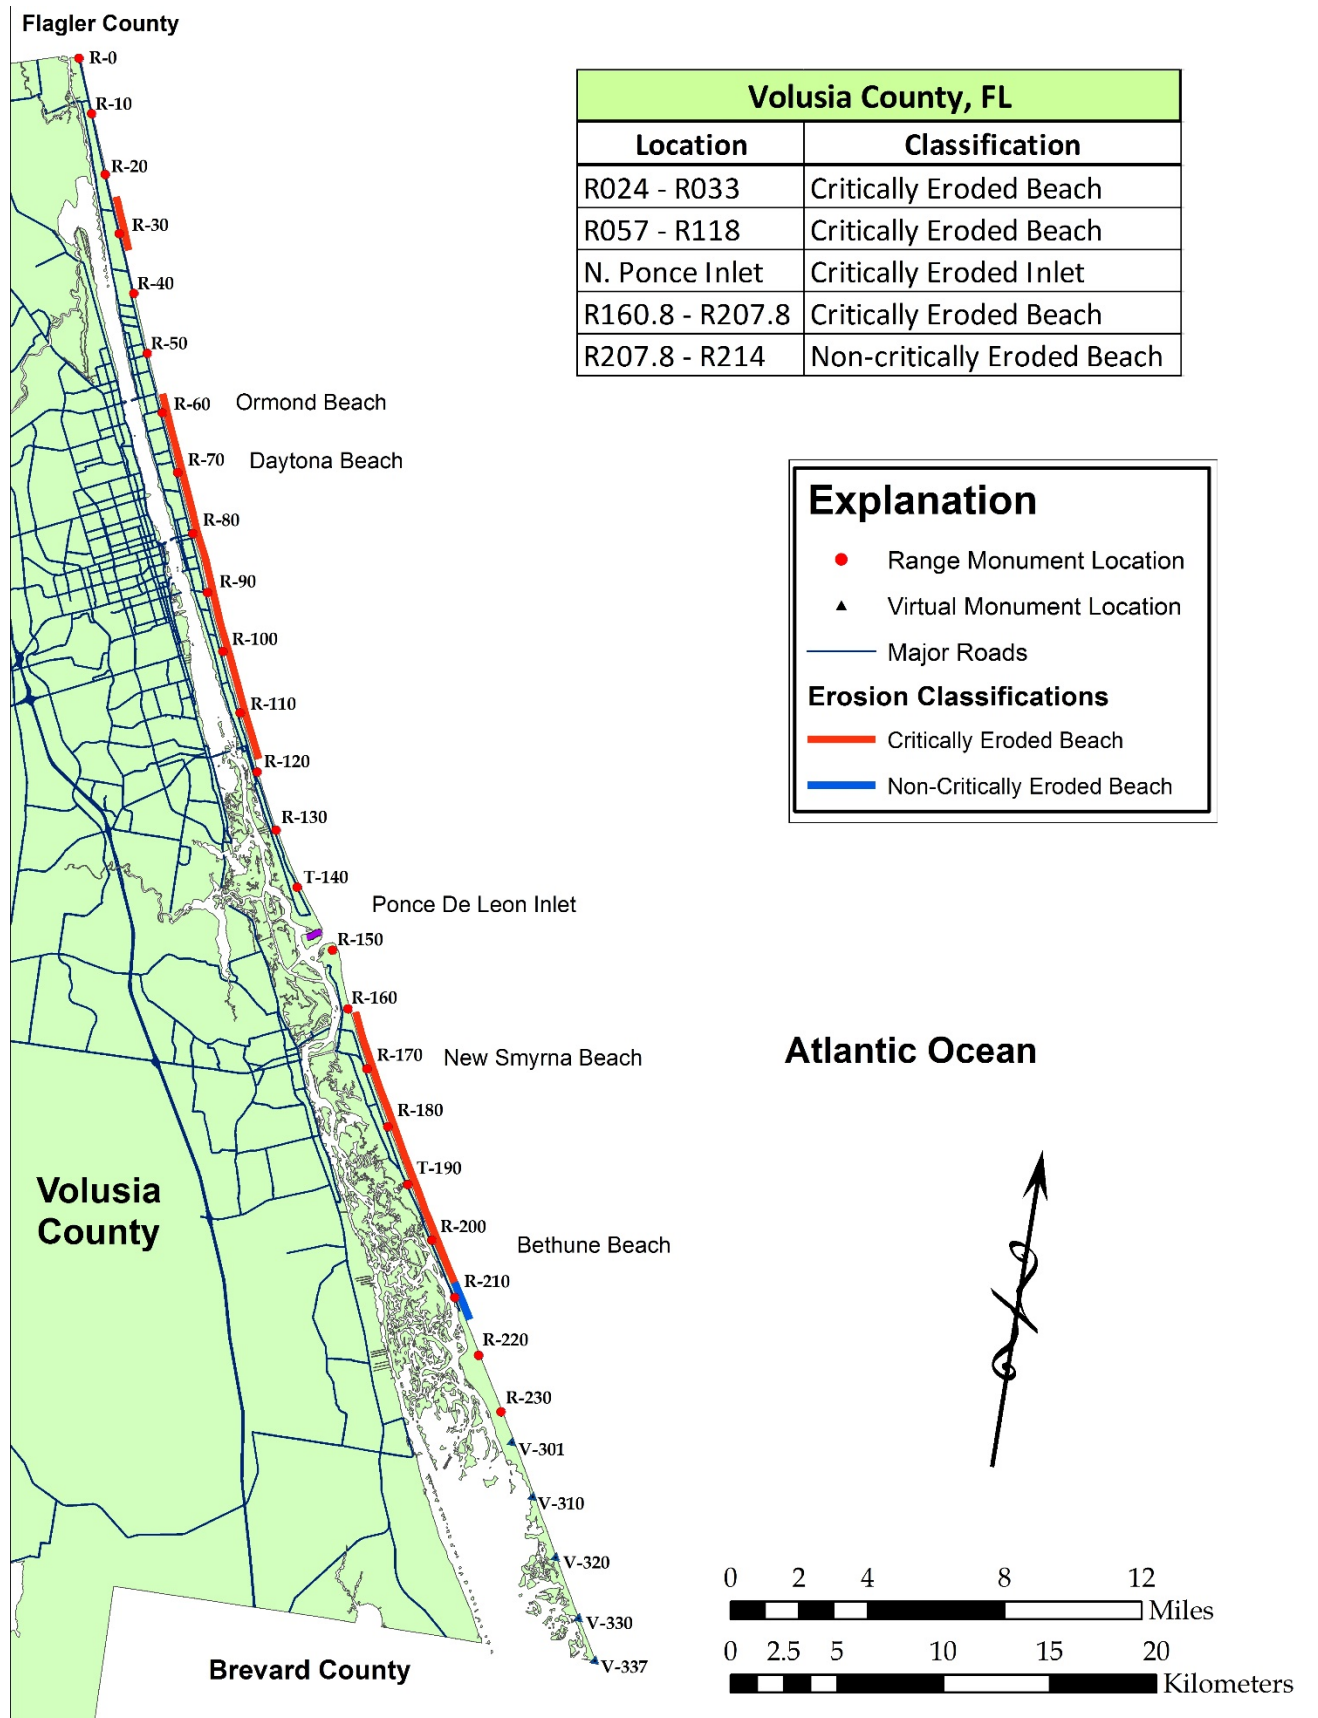 Flagler County
R-0
R-10
R-20
R-30
R-40
R-50
R-60 Ormond Beach
R-70 Daytona Beach
R-80
R-90
R-100
R-110
R-120
R-130
T-140
Ponce De Leon Inlet
R-150
R-160
R-170 New Smyrna Beach
R-180
T-190
R-200
Bethune Beach
R-210
R-220
R-230
V-301
V-310
V-320
V-330
V-337
Volusia
County
Brevard County
Volusia County, FL
Location Classification
R024 - R033 Critically Eroded Beach
R057 - R118 Critically Eroded Beach
N. Ponce Inlet Critically Eroded Inlet
R160.8 - R207.8 Critically Eroded Beach
R207.8 - R214 Non-critically Eroded Beach
Explanation
Range Monument Location
Virtual Monument Location
Major Roads
Erosion Classifications
Critically Eroded Beach
Non-Critically Eroded Beach
Atlantic Ocean
0 2 4 8 12
Miles
0 2.5 5 10 15 20
Kilometers